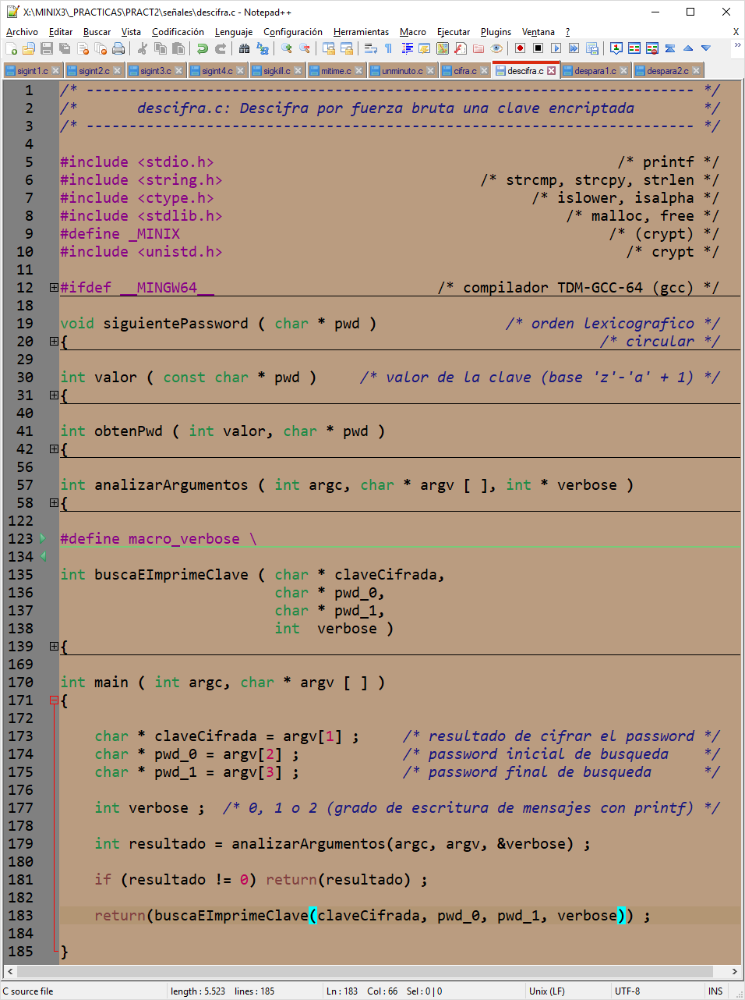 X:\MINIX3\_PRACTICAS\PRACT2\señales\descifra.c - Notepad++
Archivo Editar Buscar Vista Codificación Lenguaje Configuración Herramientas Macro Ejecutar Plugins Ventana ? X
sigint1.c sigint2.c sigint3.c sigint4.c sigkill.c mitime.c unminuto.c cifra.c descifra.c despara1.c despara2.c
1 /* ----------------------------------------------------------------------- */
2 /* descifra.c: Descifra por fuerza bruta una clave encriptada */
3 /* ----------------------------------------------------------------------- */
4
5 #include <stdio.h> /* printf */
6 #include <string.h> /* strcmp, strcpy, strlen */
7 #include <ctype.h> /* islower, isalpha */
8 #include <stdlib.h> /* malloc, free */
9 #define _MINIX /* (crypt) */
10 #include <unistd.h> /* crypt */
11
12 #ifdef __MINGW64__ /* compilador TDM-GCC-64 (gcc) */
18
19 void siguientePassword ( char * pwd ) /* orden lexicografico */
20 { /* circular */
29
30 int valor ( const char * pwd ) /* valor de la clave (base 'z'-'a' + 1) */
31 {
40
41 int obtenPwd ( int valor, char * pwd )
42 {
56
57 int analizarArgumentos ( int argc, char * argv [ ], int * verbose )
58 {
122
123 #define macro_verbose \
134
135 int buscaEImprimeClave ( char * claveCifrada,
136 char * pwd_0,
137 char * pwd_1,
138 int verbose )
139 {
169
170 int main ( int argc, char * argv [ ] )
171 {
172
173 char * claveCifrada = argv[1] ; /* resultado de cifrar el password */
174 char * pwd_0 = argv[2] ; /* password inicial de busqueda */
175 char * pwd_1 = argv[3] ; /* password final de busqueda */
176
177 int verbose ; /* 0, 1 o 2 (grado de escritura de mensajes con printf) */
178
179 int resultado = analizarArgumentos(argc, argv, &verbose) ;
180
181 if (resultado != 0) return(resultado) ;
182
183 return(buscaEImprimeClave(claveCifrada, pwd_0, pwd_1, verbose)) ;
184
185 }
C source file length : 5.523 lines : 185 Ln : 183 Col : 66 Sel : 0 | 0 Unix (LF) UTF-8 INS